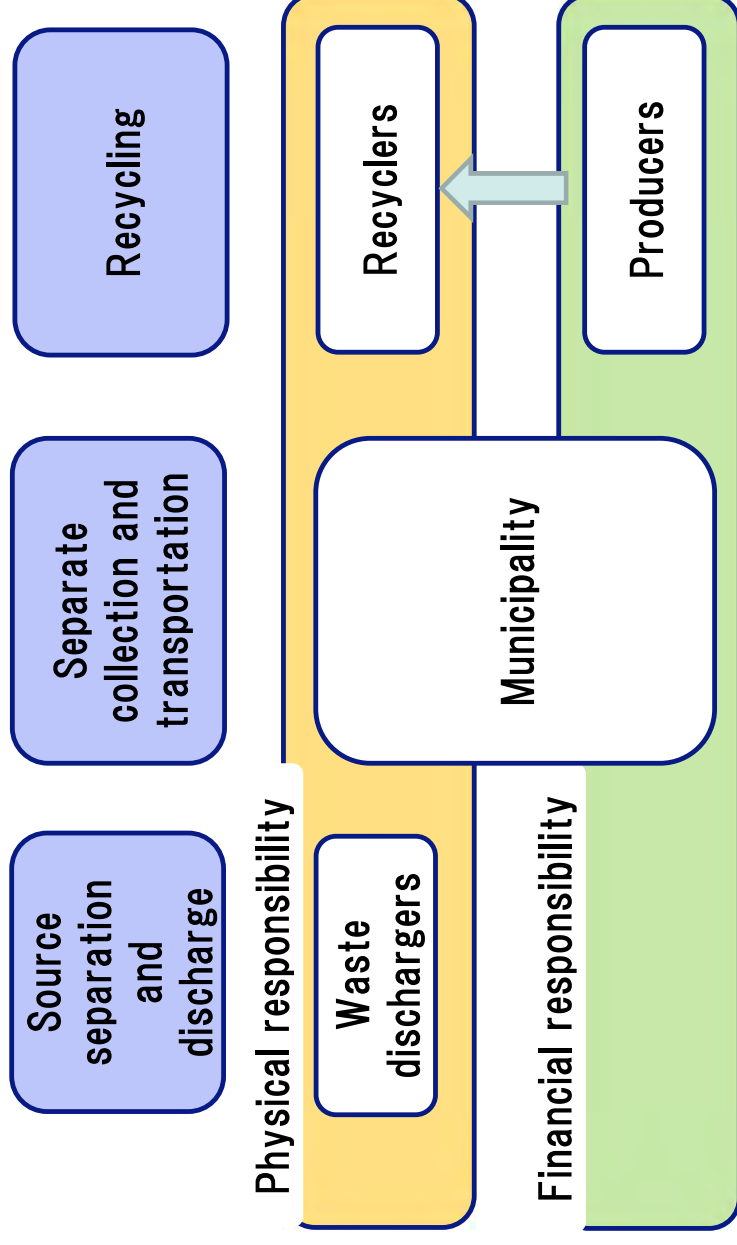 Source
separation
and
discharge
Separate
collection and
transportation
Recycling
Physical responsibility
Waste
dischargers
Municipality
Recyclers
Financial responsibility
Producers